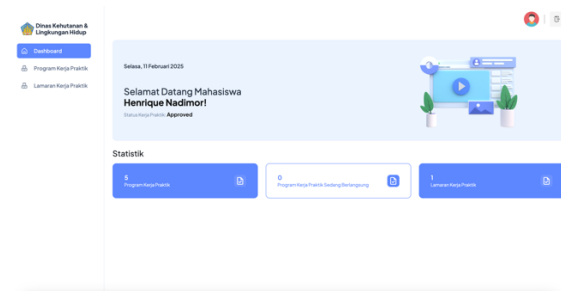 Dinas Kehutanan &
Lingkungan Hidup
Dashboard
Program Kerja Praktik
Lamaran Kerja Praktik
Selasa, 11 Februari 2025
Selamat Datang Mahasiswa
Henrique Nadimor!
Status Kerja Praktik: Approved
Statistik
5
Program Kerja Praktik
0
Program Kerja Praktik Sedang Berlangsung
1
Lamaran Kerja Praktik